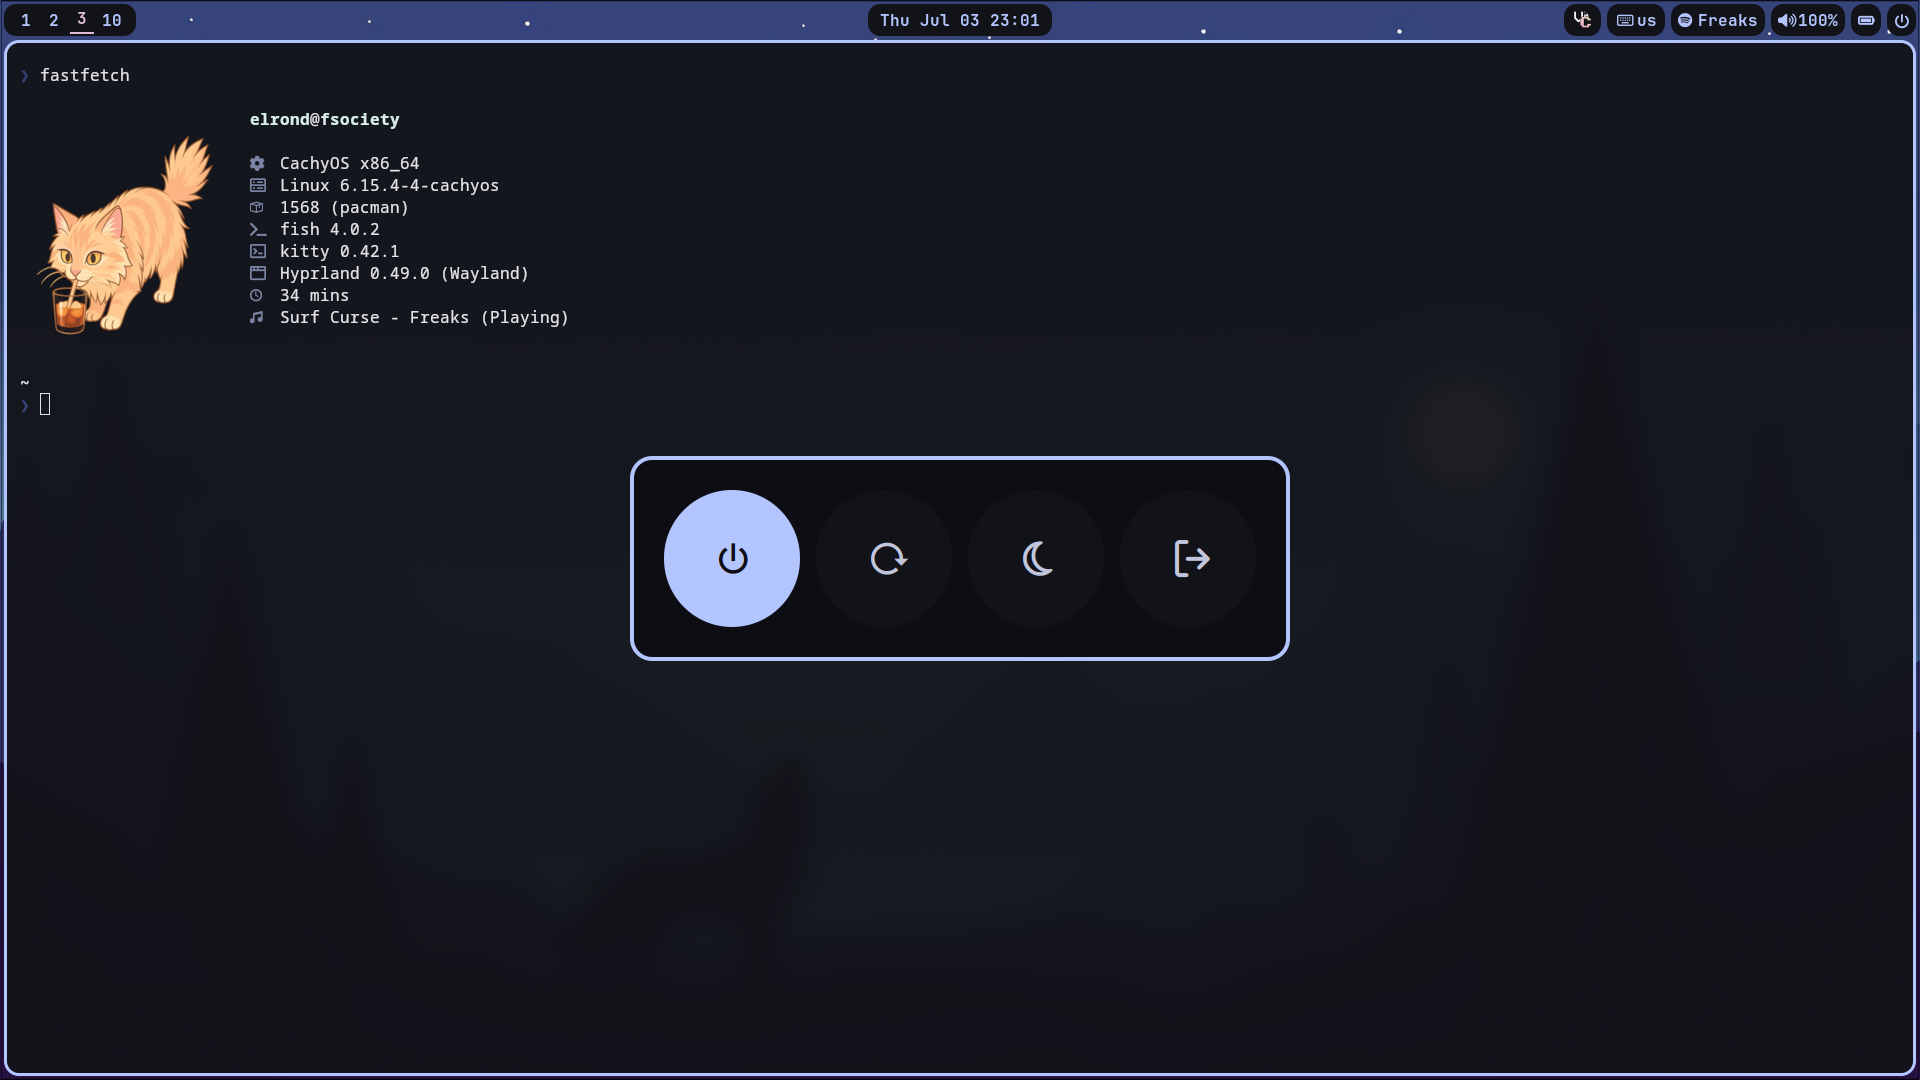 1 2 3 10
Thu Jul 03 23:01
us
Freaks
100%
❯ fastfetch
elrond@fsociety
CachyOS x86_64
Linux 6.15.4-4-cachyos
1568 (pacman)
fish 4.0.2
kitty 0.42.1
Hyprland 0.49.0 (Wayland)
34 mins
Surf Curse - Freaks (Playing)
~
❯